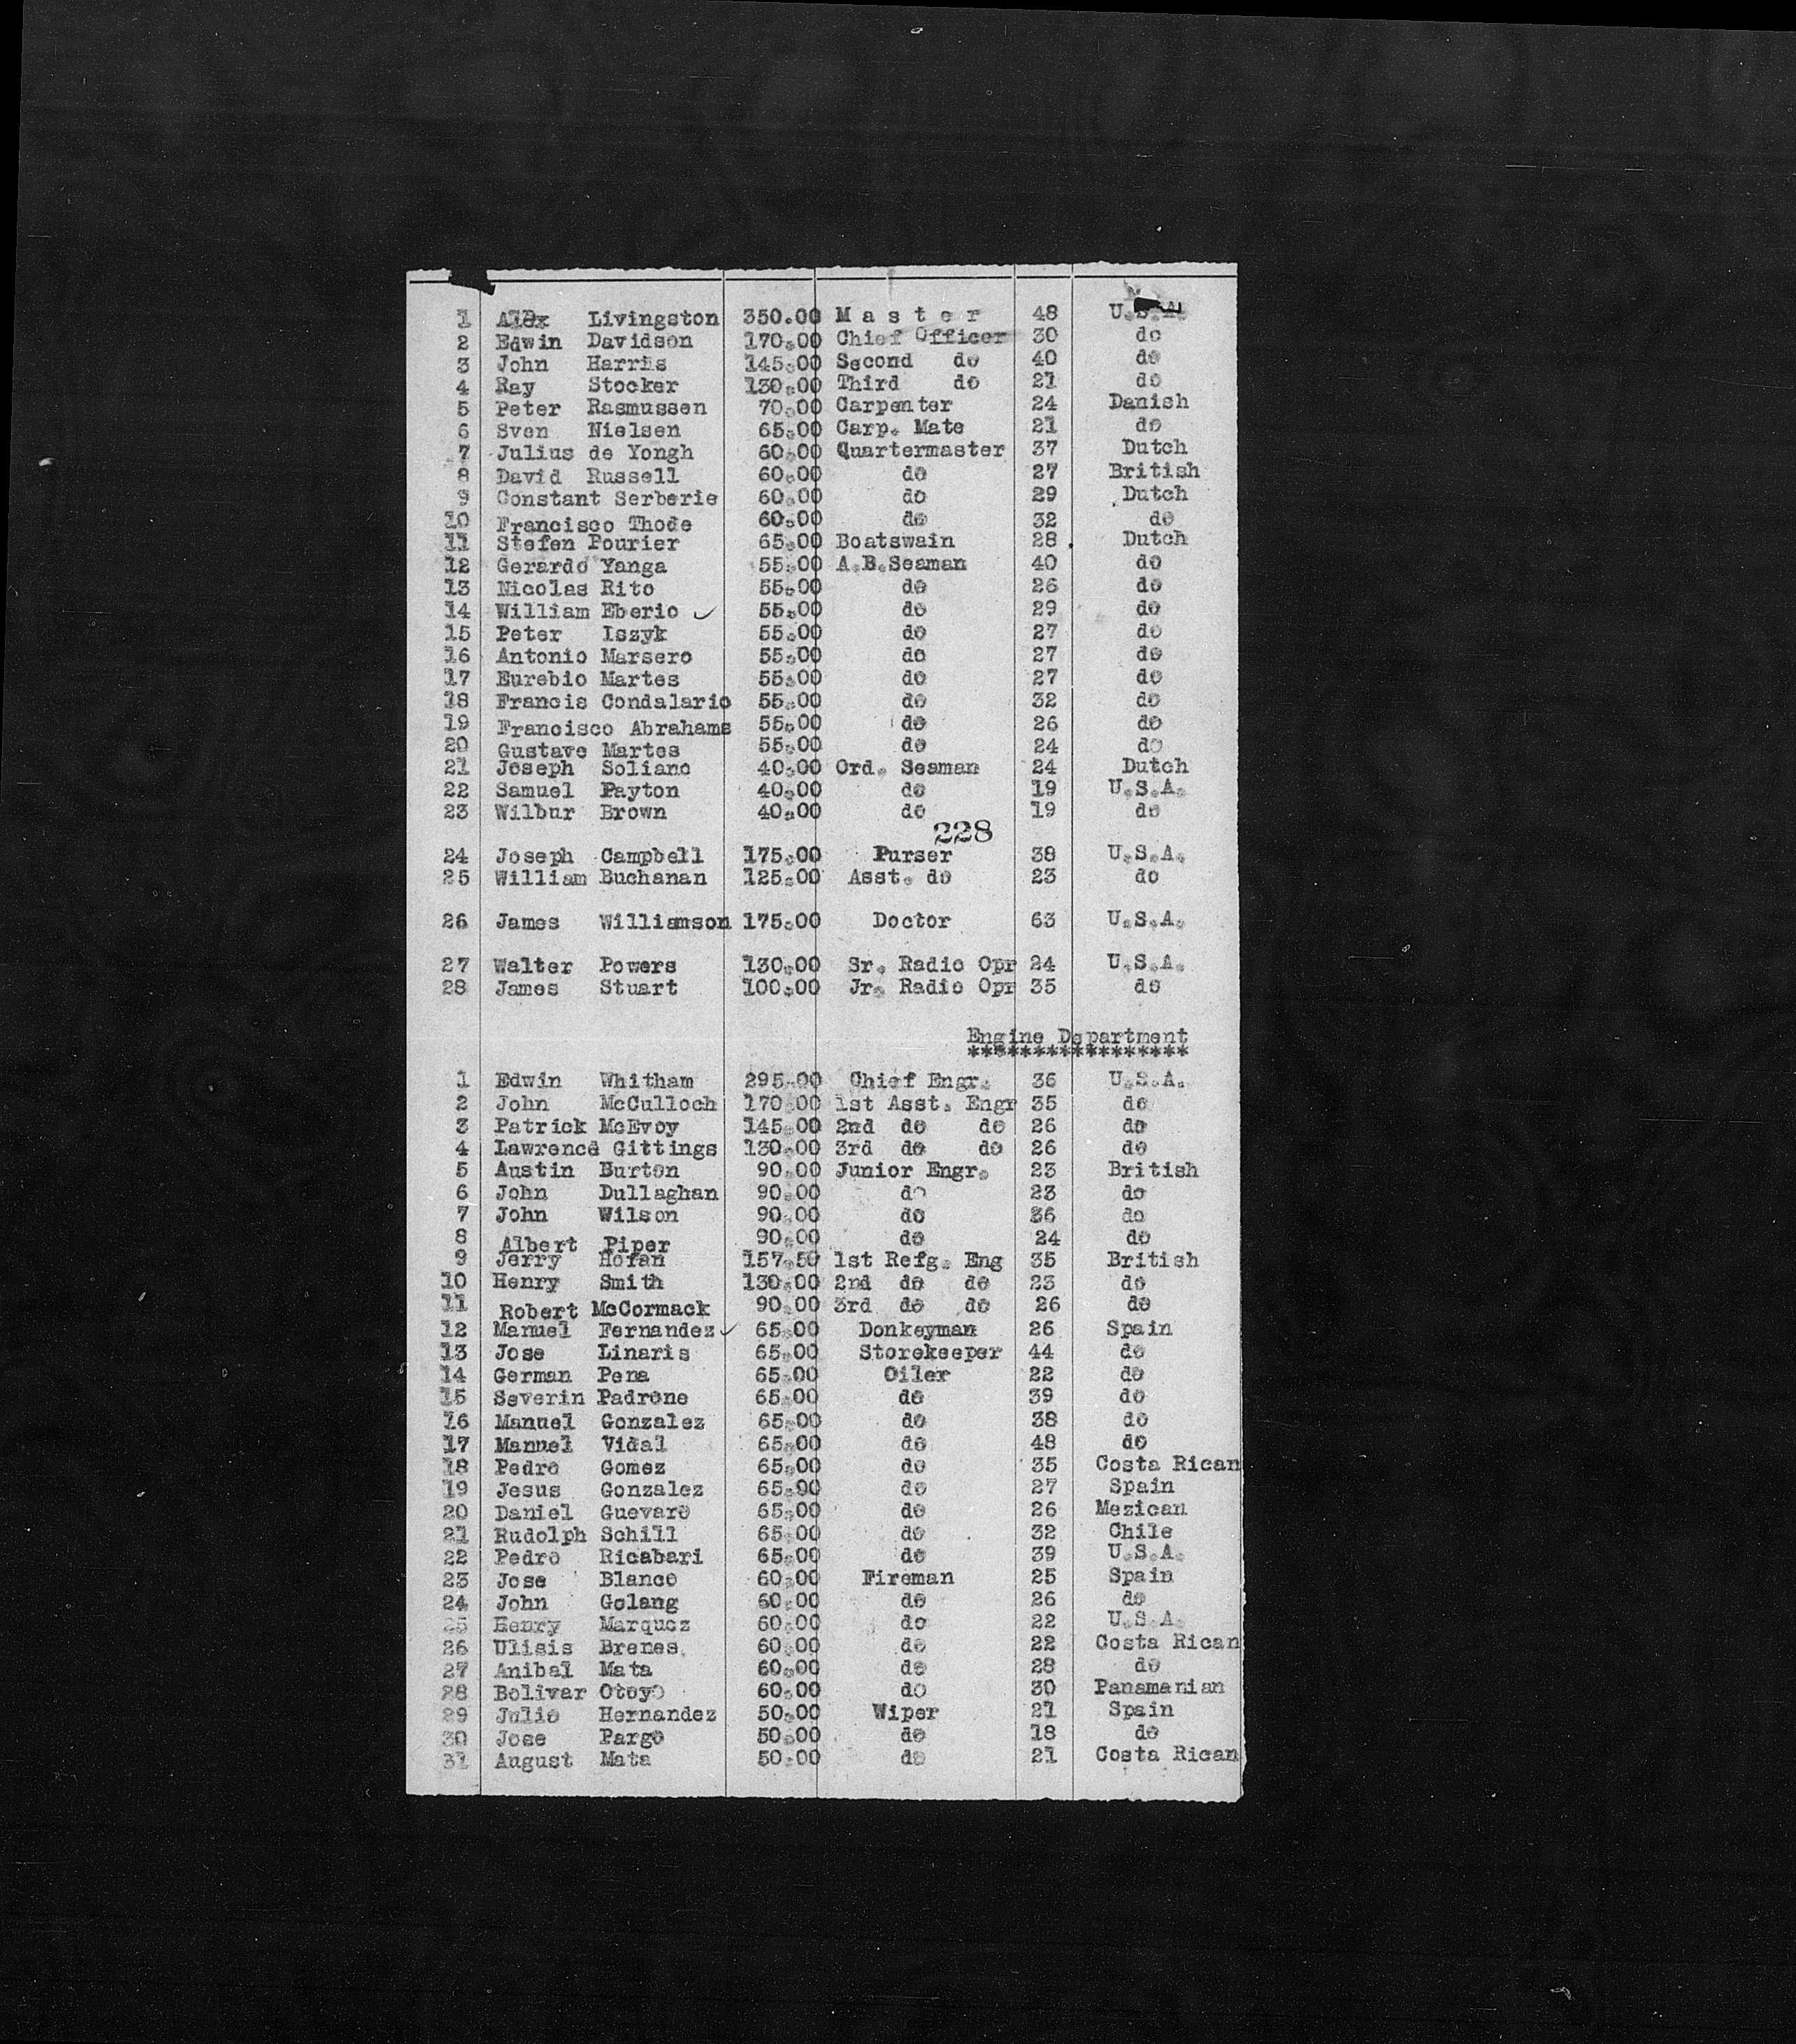 1 Alex Livingston 350.00 Master 48 U.S.A.
2 Edwin Davidson 170.00 Chief Officer 30 do
3 John Harris 145.00 Second do 40 do
4 Ray Stocker 130.00 Third do 21 do
5 Peter Rasmussen 70.00 Carpenter 24 Danish
6 Sven Nielsen 65.00 Carp. Mate 21 do
7 Julius de Yongh 60.00 Quartermaster 37 Dutch
8 David Russell 60.00 do 27 British
9 Constant Serberie 60.00 do 29 Dutch
10 Francisco Thode 60.00 do 32 do
11 Stefen Pourier 65.00 Boatswain 28 Dutch
12 Gerardo Yanga 55.00 A.B.Seaman 40 do
13 Nicolas Rito 55.00 do 26 do
14 William Eberio ✓ 55.00 do 29 do
15 Peter Iszyk 55.00 do 27 do
16 Antonio Marsero 55.00 do 27 do
17 Eurebio Martes 55.00 do 27 do
18 Francis Condalario 55.00 do 32 do
19 Francisco Abrahams 55.00 do 26 do
20 Gustavo Martes 55.00 do 24 do
21 Joseph Soliano 40.00 Ord. Seaman 24 Dutch
22 Samuel Payton 40.00 do 19 U.S.A.
23 Wilbur Brown 40.00 do 19 do
228
24 Joseph Campbell 175.00 Purser 38 U.S.A.
25 William Buchanan 125.00 Asst. do 23 do
26 James Williamson 175.00 Doctor 63 U.S.A.
27 Walter Powers 130.00 Sr. Radio Opr 24 U.S.A.
28 James Stuart 100.00 Jr. Radio Opr 35 do
Engine Department
*****************
1 Edwin Whitham 295.00 Chief Engr. 36 U.S.A.
2 John McCulloch 170.00 1st Asst. Engr 35 do
3 Patrick McEvoy 145.00 2nd do do 26 do
4 Lawrence Gittings 130.00 3rd do do 26 do
5 Austin Burton 90.00 Junior Engr. 23 British
6 John Dullaghan 90.00 do 23 do
7 John Wilson 90.00 do 36 do
8 Albert Piper 90.00 do 24 do
9 Jerry Horan 157.50 1st Refg. Eng 35 British
10 Henry Smith 130.00 2nd do do 23 do
11 Robert McCormack 90.00 3rd do do 26 do
12 Manuel Fernandez ✓ 65.00 Donkeyman 26 Spain
13 Jose Linaris 65.00 Storekeeper 44 do
14 German Pena 65.00 Oiler 22 do
15 Severin Padrone 65.00 do 39 do
16 Manuel Gonzalez 65.00 do 38 do
17 Manuel Vidal 65.00 do 48 do
18 Pedro Gomez 65.00 do 35 Costa Rican
19 Jesus Gonzalez 65.00 do 27 Spain
20 Daniel Guevaro 65.00 do 26 Mexican
21 Rudolph Schill 65.00 do 32 Chile
22 Pedro Ricabari 65.00 do 39 U.S.A.
23 Jose Blanco 60.00 Fireman 25 Spain
24 John Golang 60.00 do 26 do
25 Henry Marquez 60.00 do 22 U.S.A.
26 Ulisis Brenes. 60.00 do 22 Costa Rican
27 Anibal Mata 60.00 do 28 do
28 Bolivar Otoyo 60.00 do 30 Panamanian
29 Julio Hernandez 50.00 Wiper 21 Spain
30 Jose Pargo 50.00 do 18 do
31 August Mata 50.00 do 21 Costa Rican